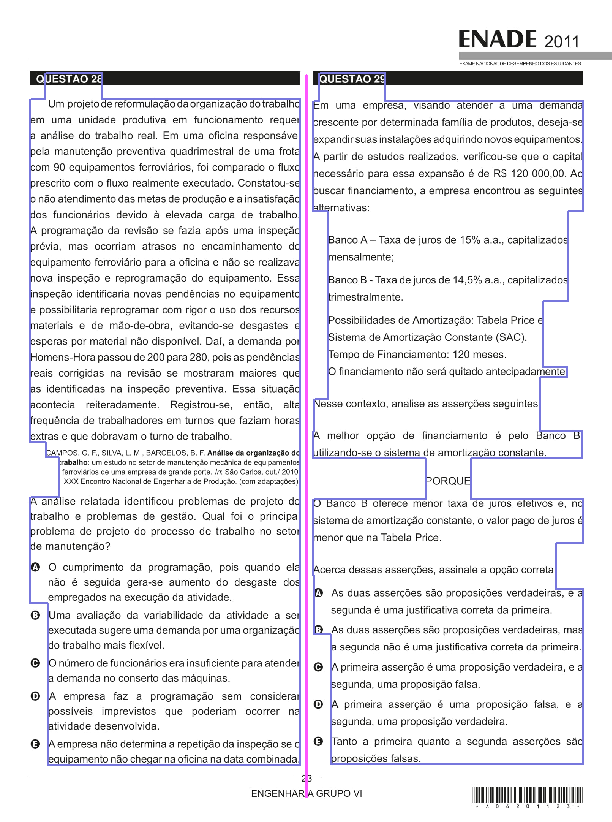 ENADE 2011
EXAME NACIONAL DE DESEMPENHO DOS ESTUDANTES
QUESTÃO 28
Um projeto de reformulação da organização do trabalho
em uma unidade produtiva em funcionamento requer
a análise do trabalho real. Em uma oficina responsável
pela manutenção preventiva quadrimestral de uma frota
com 90 equipamentos ferroviários, foi comparado o fluxo
prescrito com o fluxo realmente executado. Constatou-se
o não atendimento das metas de produção e a insatisfação
dos funcionários devido à elevada carga de trabalho.
A programação da revisão se fazia após uma inspeção
prévia, mas ocorriam atrasos no encaminhamento do
equipamento ferroviário para a oficina e não se realizava
nova inspeção e reprogramação do equipamento. Essa
inspeção identificaria novas pendências no equipamento
e possibilitaria reprogramar com rigor o uso dos recursos
materiais e de mão-de-obra, evitando-se desgastes e
esperas por material não disponível. Daí, a demanda por
Homens-Hora passou de 200 para 280, pois as pendências
reais corrigidas na revisão se mostraram maiores que
as identificadas na inspeção preventiva. Essa situação
acontecia reiteradamente. Registrou-se, então, alta
frequência de trabalhadores em turnos que faziam horas
extras e que dobravam o turno de trabalho.
CAMPOS, G. F., SILVA, L. M., BARCELOS, B. F. Análise da organização do
trabalho: um estudo no setor de manutenção mecânica de equipamentos
ferroviários de uma empresa de grande porte. In: São Carlos, out./ 2010,
XXX Encontro Nacional de Engenharia de Produção. (com adaptações).
A análise relatada identificou problemas de projeto do
trabalho e problemas de gestão. Qual foi o principal
problema de projeto do processo de trabalho no setor
de manutenção?
A O cumprimento da programação, pois quando ela
não é seguida gera-se aumento do desgaste dos
empregados na execução da atividade.
B Uma avaliação da variabilidade da atividade a ser
executada sugere uma demanda por uma organização
do trabalho mais flexível.
C O número de funcionários era insuficiente para atender
a demanda no conserto das máquinas.
D A empresa faz a programação sem considerar
possíveis imprevistos que poderiam ocorrer na
atividade desenvolvida.
E A empresa não determina a repetição da inspeção se o
equipamento não chegar na oficina na data combinada.
QUESTÃO 29
Em uma empresa, visando atender a uma demanda
crescente por determinada família de produtos, deseja-se
expandir suas instalações adquirindo novos equipamentos.
A partir de estudos realizados, verificou-se que o capital
necessário para essa expansão é de R$ 120 000,00. Ao
buscar financiamento, a empresa encontrou as seguintes
alternativas:
Banco A – Taxa de juros de 15% a.a., capitalizados
mensalmente;
Banco B - Taxa de juros de 14,5% a.a., capitalizados
trimestralmente.
Possibilidades de Amortização: Tabela Price e
Sistema de Amortização Constante (SAC).
Tempo de Financiamento: 120 meses.
O financiamento não será quitado antecipadamente.
Nesse contexto, analise as asserções seguintes.
A melhor opção de financiamento é pelo Banco B,
utilizando-se o sistema de amortização constante.
PORQUE
O Banco B oferece menor taxa de juros efetivos e, no
sistema de amortização constante, o valor pago de juros é
menor que na Tabela Price.
Acerca dessas asserções, assinale a opção correta.
A As duas asserções são proposições verdadeiras, e a
segunda é uma justificativa correta da primeira.
B As duas asserções são proposições verdadeiras, mas
a segunda não é uma justificativa correta da primeira.
C A primeira asserção é uma proposição verdadeira, e a
segunda, uma proposição falsa.
D A primeira asserção é uma proposição falsa, e a
segunda, uma proposição verdadeira.
E Tanto a primeira quanto a segunda asserções são
proposições falsas.
23
ENGENHARIA GRUPO VI